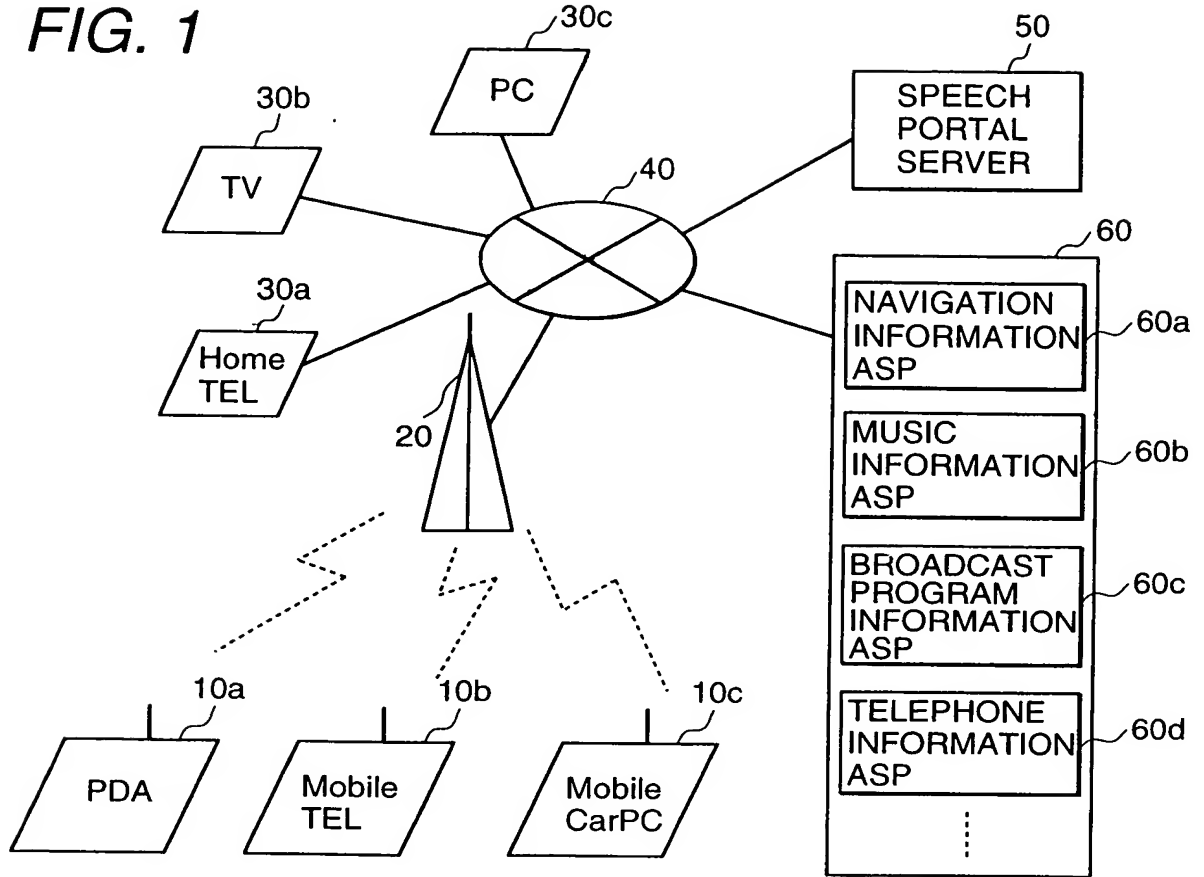 FIG. 1
30c
PC
50
SPEECH
PORTAL
SERVER
30b
TV
40
60
30a
Home
TEL
20
NAVIGATION
INFORMATION
ASP
60a
MUSIC
INFORMATION
ASP
60b
BROADCAST
PROGRAM
INFORMATION
ASP
60c
TELEPHONE
INFORMATION
ASP
60d
10a
PDA
10b
Mobile
TEL
10c
Mobile
CarPC